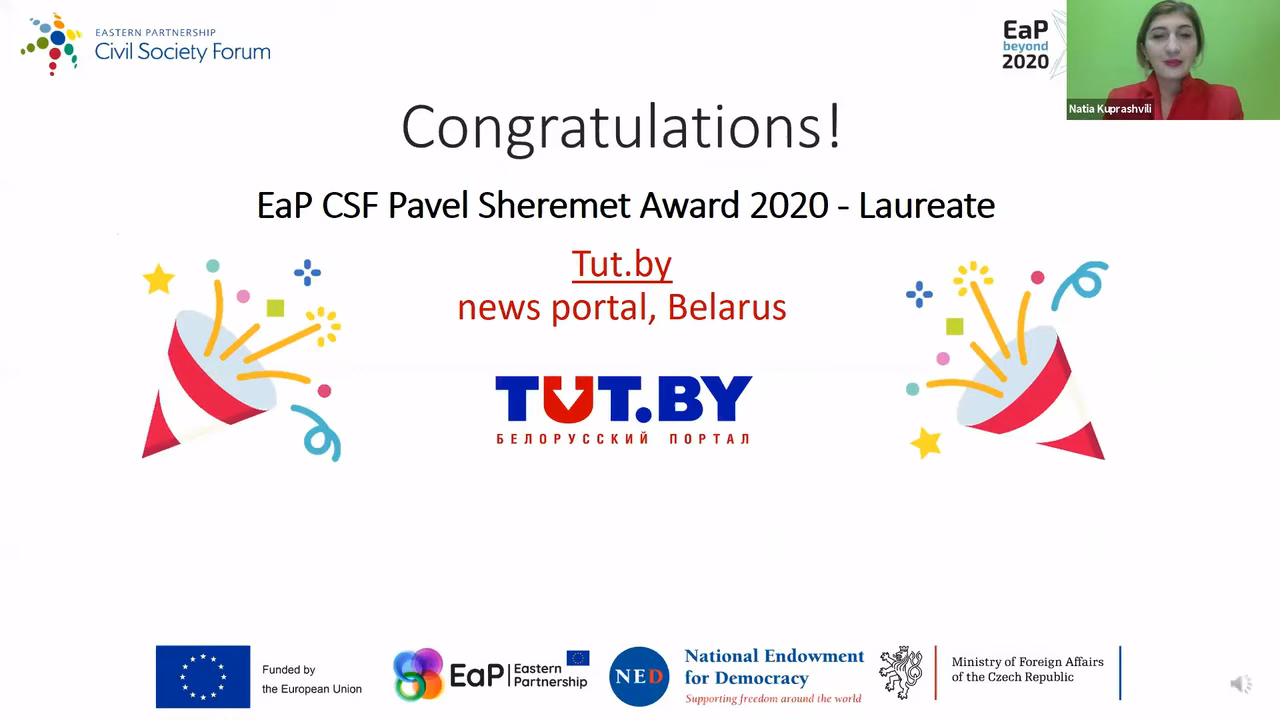 EASTERN PARTNERSHIP
Civil Society Forum
EaP
beyond
2020
Natia Kuprashvili
Congratulations!
EaP CSF Pavel Sheremet Award 2020 - Laureate
Tut.by
news portal, Belarus
TUT.BY
БЕЛОРУССКИЙ ПОРТАЛ
Funded by
the European Union
EaP
Eastern
Partnership
NED
National Endowment
for Democracy
Supporting freedom around the world
Ministry of Foreign Affairs
of the Czech Republic